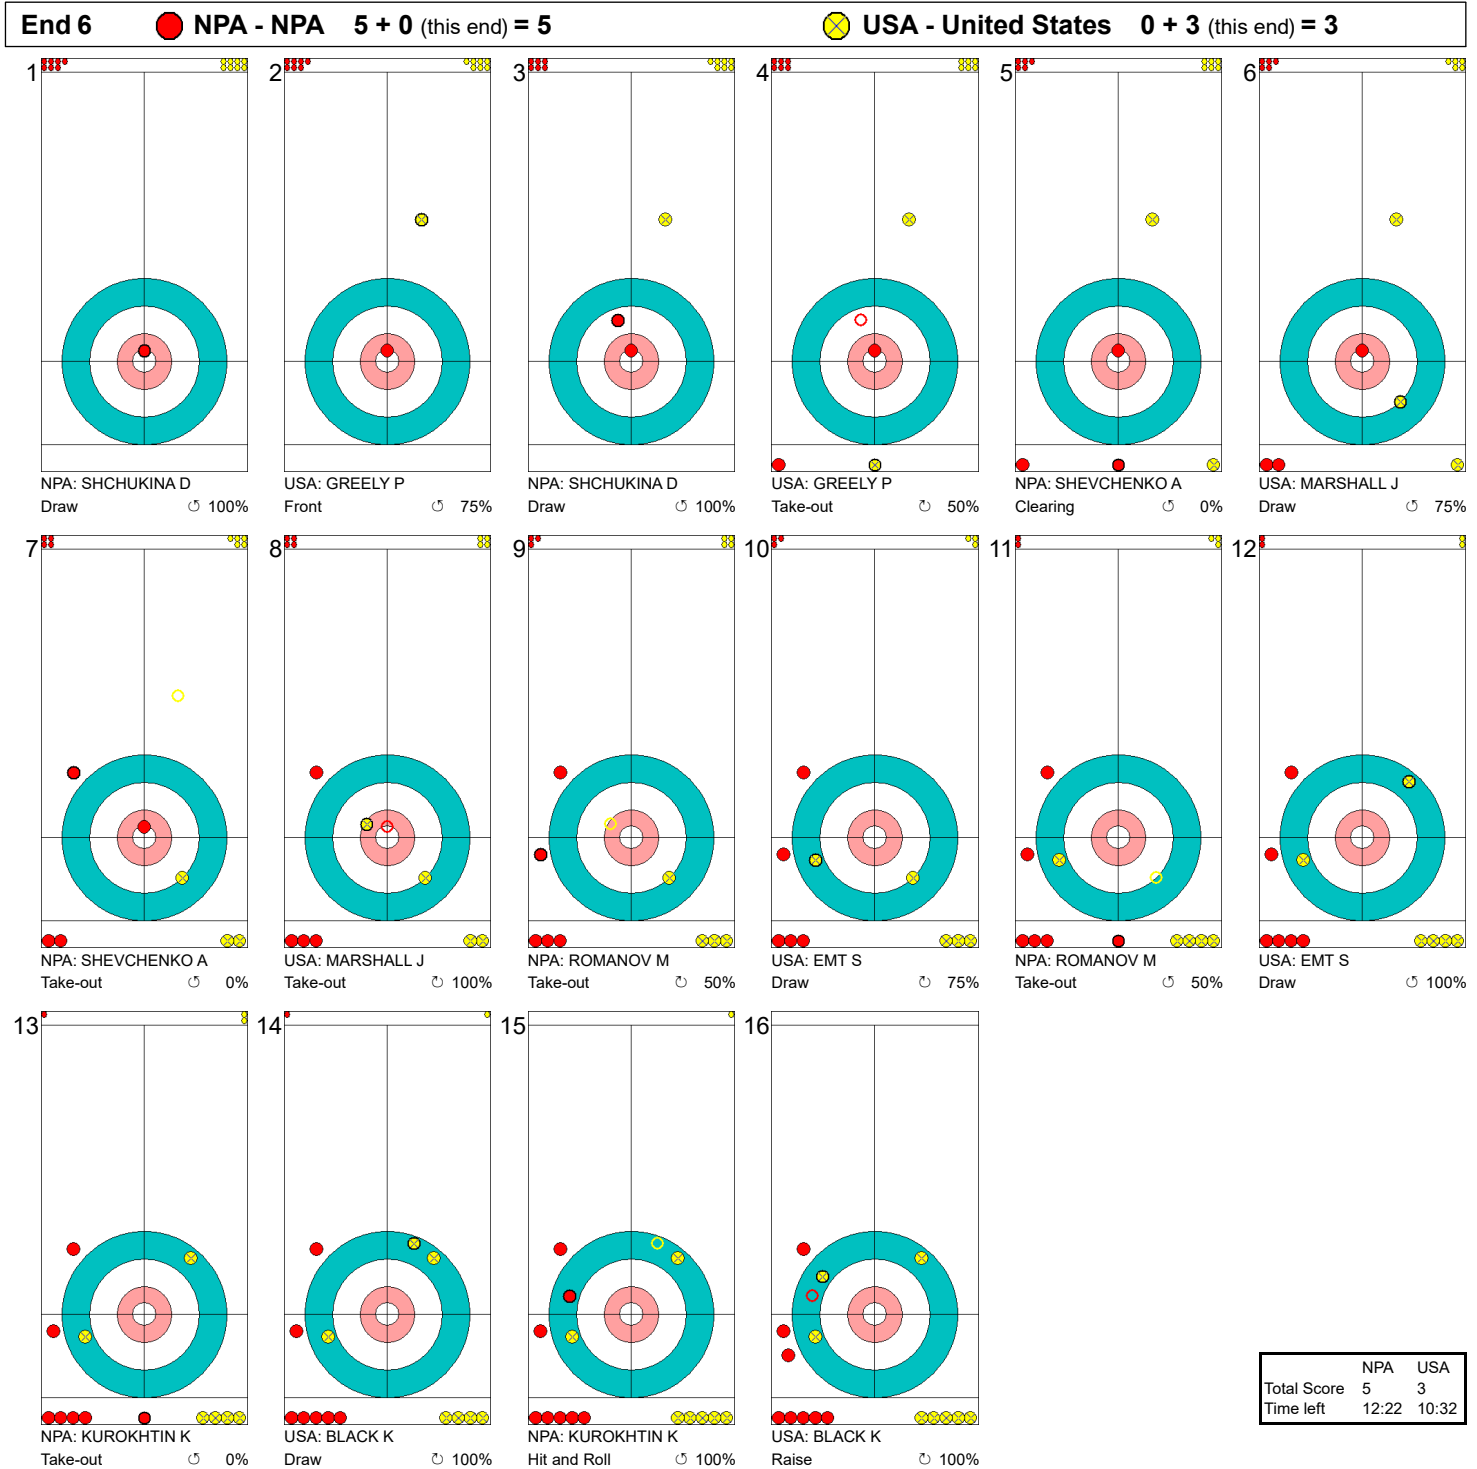 End 6 NPA - NPA 5 + 0 (this end) = 5 USA - United States 0 + 3 (this end) = 3
1 2 3 4 5 6
NPA: SHCHUKINA D USA: GREELY P NPA: SHCHUKINA D USA: GREELY P NPA: SHEVCHENKO A USA: MARSHALL J
Draw ↺ 100% Front ↺ 75% Draw ↺ 100% Take-out ↻ 50% Clearing ↺ 0% Draw ↻ 75%
7 8 9 10 11 12
NPA: SHEVCHENKO A USA: MARSHALL J NPA: ROMANOV M USA: EMT S NPA: ROMANOV M USA: EMT S
Take-out ↺ 0% Take-out ↻ 100% Take-out ↻ 50% Draw ↺ 75% Take-out ↺ 50% Draw ↺ 100%
13 14 15 16
NPA: KUROKHTIN K USA: BLACK K NPA: KUROKHTIN K USA: BLACK K
Take-out ↺ 0% Draw ↻ 100% Hit and Roll ↺ 100% Raise ↻ 100%
NPA USA
Total Score 5 3
Time left 12:22 10:32